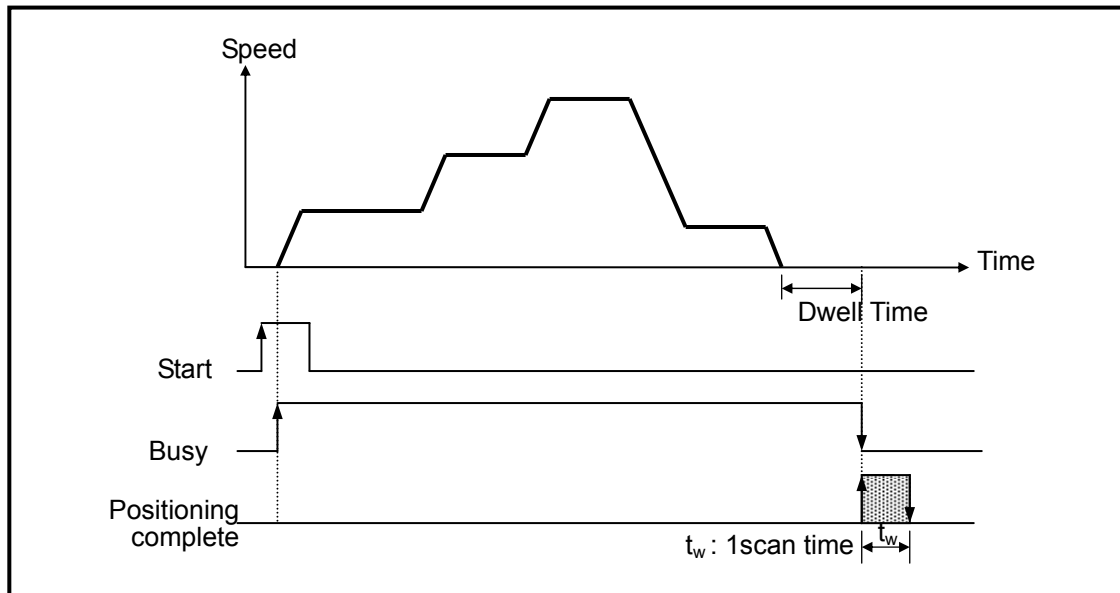 Speed
Time
Dwell Time
Start
Busy
Positioning
complete
tw : 1scan time
tw